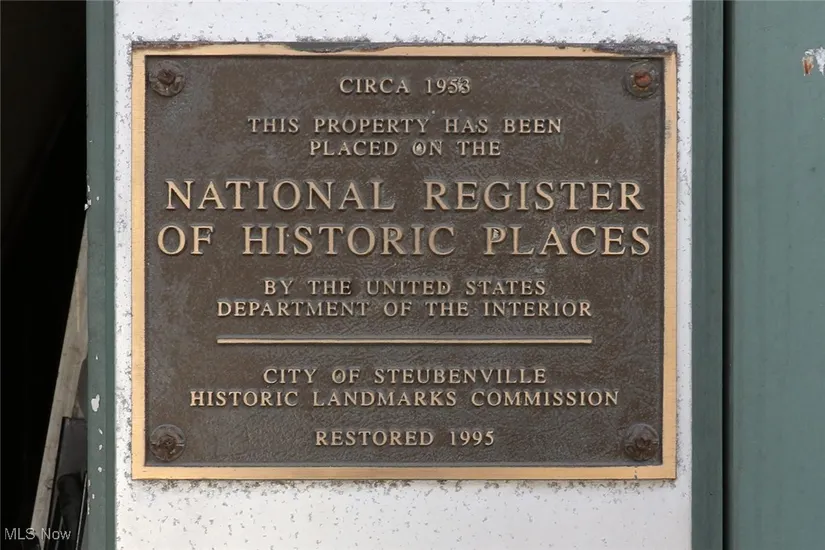 CIRCA 1953
THIS PROPERTY HAS BEEN
PLACED ON THE
NATIONAL REGISTER
OF HISTORIC PLACES
BY THE UNITED STATES
DEPARTMENT OF THE INTERIOR
CITY OF STEUBENVILLE
HISTORIC LANDMARKS COMMISSION
RESTORED 1995
MLS Now